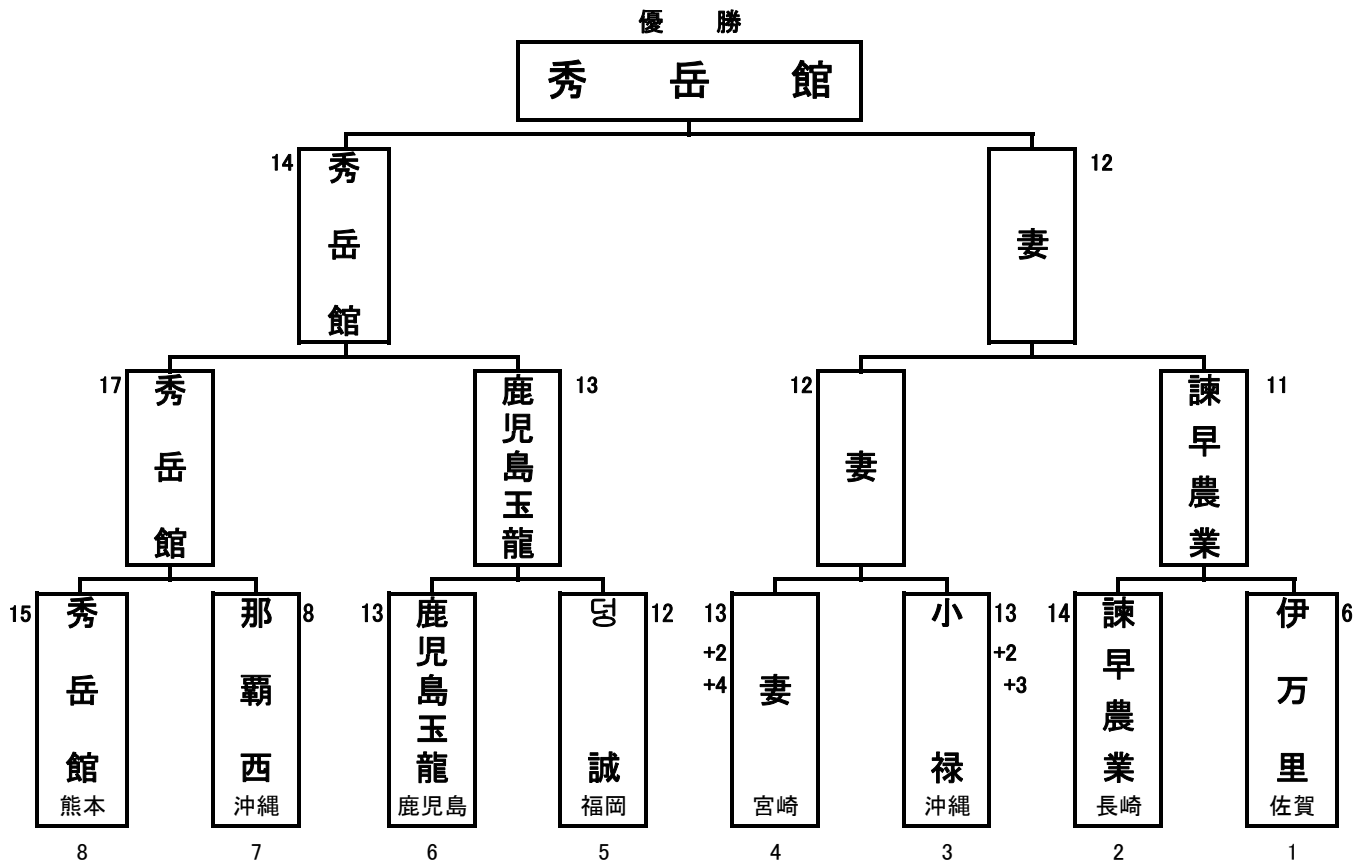 優 勝
秀 岳 館
14 秀岳館
妻 12
17 秀岳館
鹿児島玉龍 13
12 妻
諫早農業 11
15 秀岳館 熊本
那覇西 沖縄 8
13 鹿児島玉龍 鹿児島
덩誠 福岡 12
13 +2 +4 妻 宮崎
小禄 沖縄 13 +2 +3
14 諫早農業 長崎
伊万里 佐賀 6
8 7 6 5 4 3 2 1